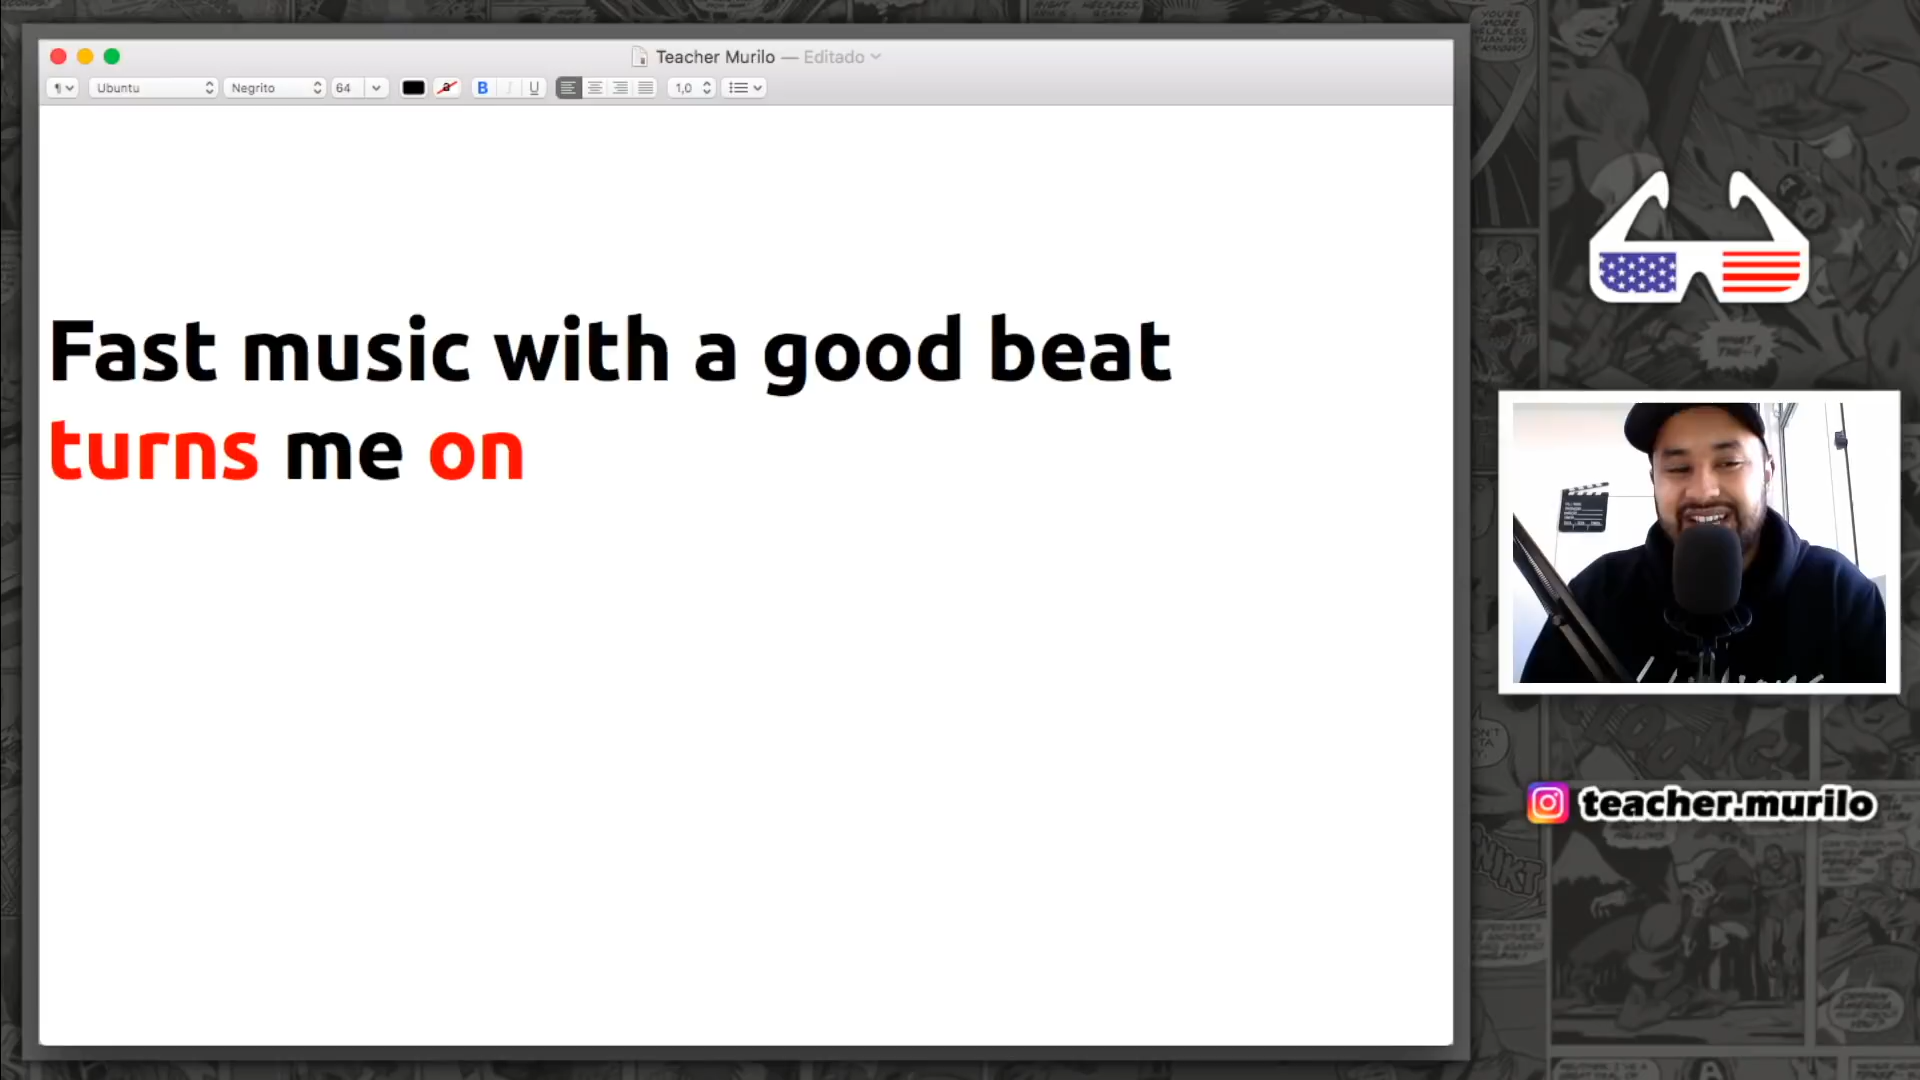 Teacher Murilo — Editado
Ubuntu
Negrito
64
B
U
1,0
Fast music with a good beat
turns me on
teacher.murilo